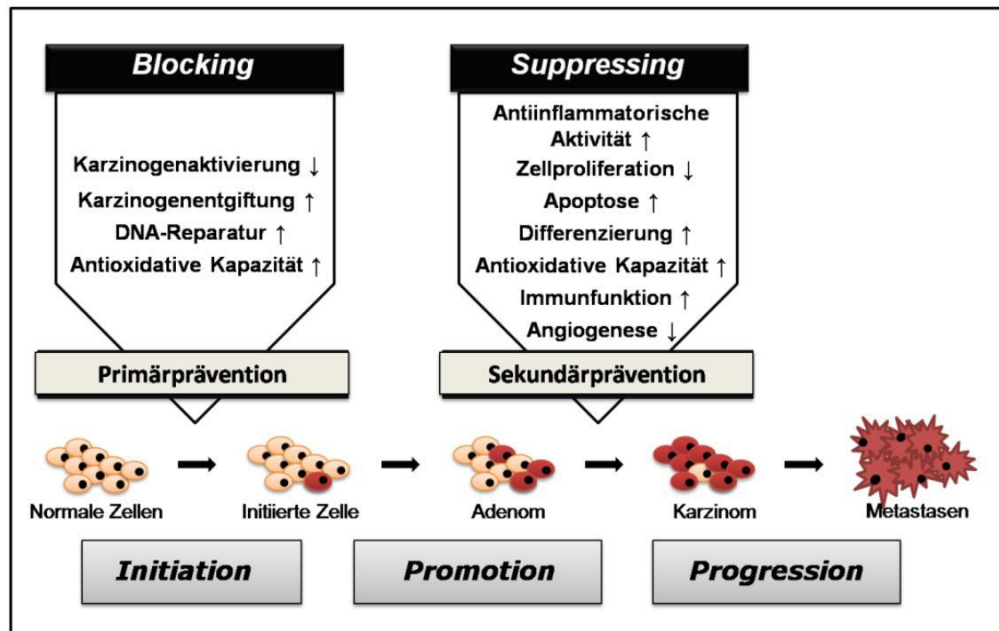 Blocking
Karzinogenaktivierung ↓
Karzinogenentgiftung ↑
DNA-Reparatur ↑
Antioxidative Kapazität ↑
Primärprävention
Suppressing
Antiinflammatorische
Aktivität ↑
Zellproliferation ↓
Apoptose ↑
Differenzierung ↑
Antioxidative Kapazität ↑
Immunfunktion ↑
Angiogenese ↓
Sekundärprävention
Normale Zellen
Initiierte Zelle
Adenom
Karzinom
Metastasen
Initiation
Promotion
Progression